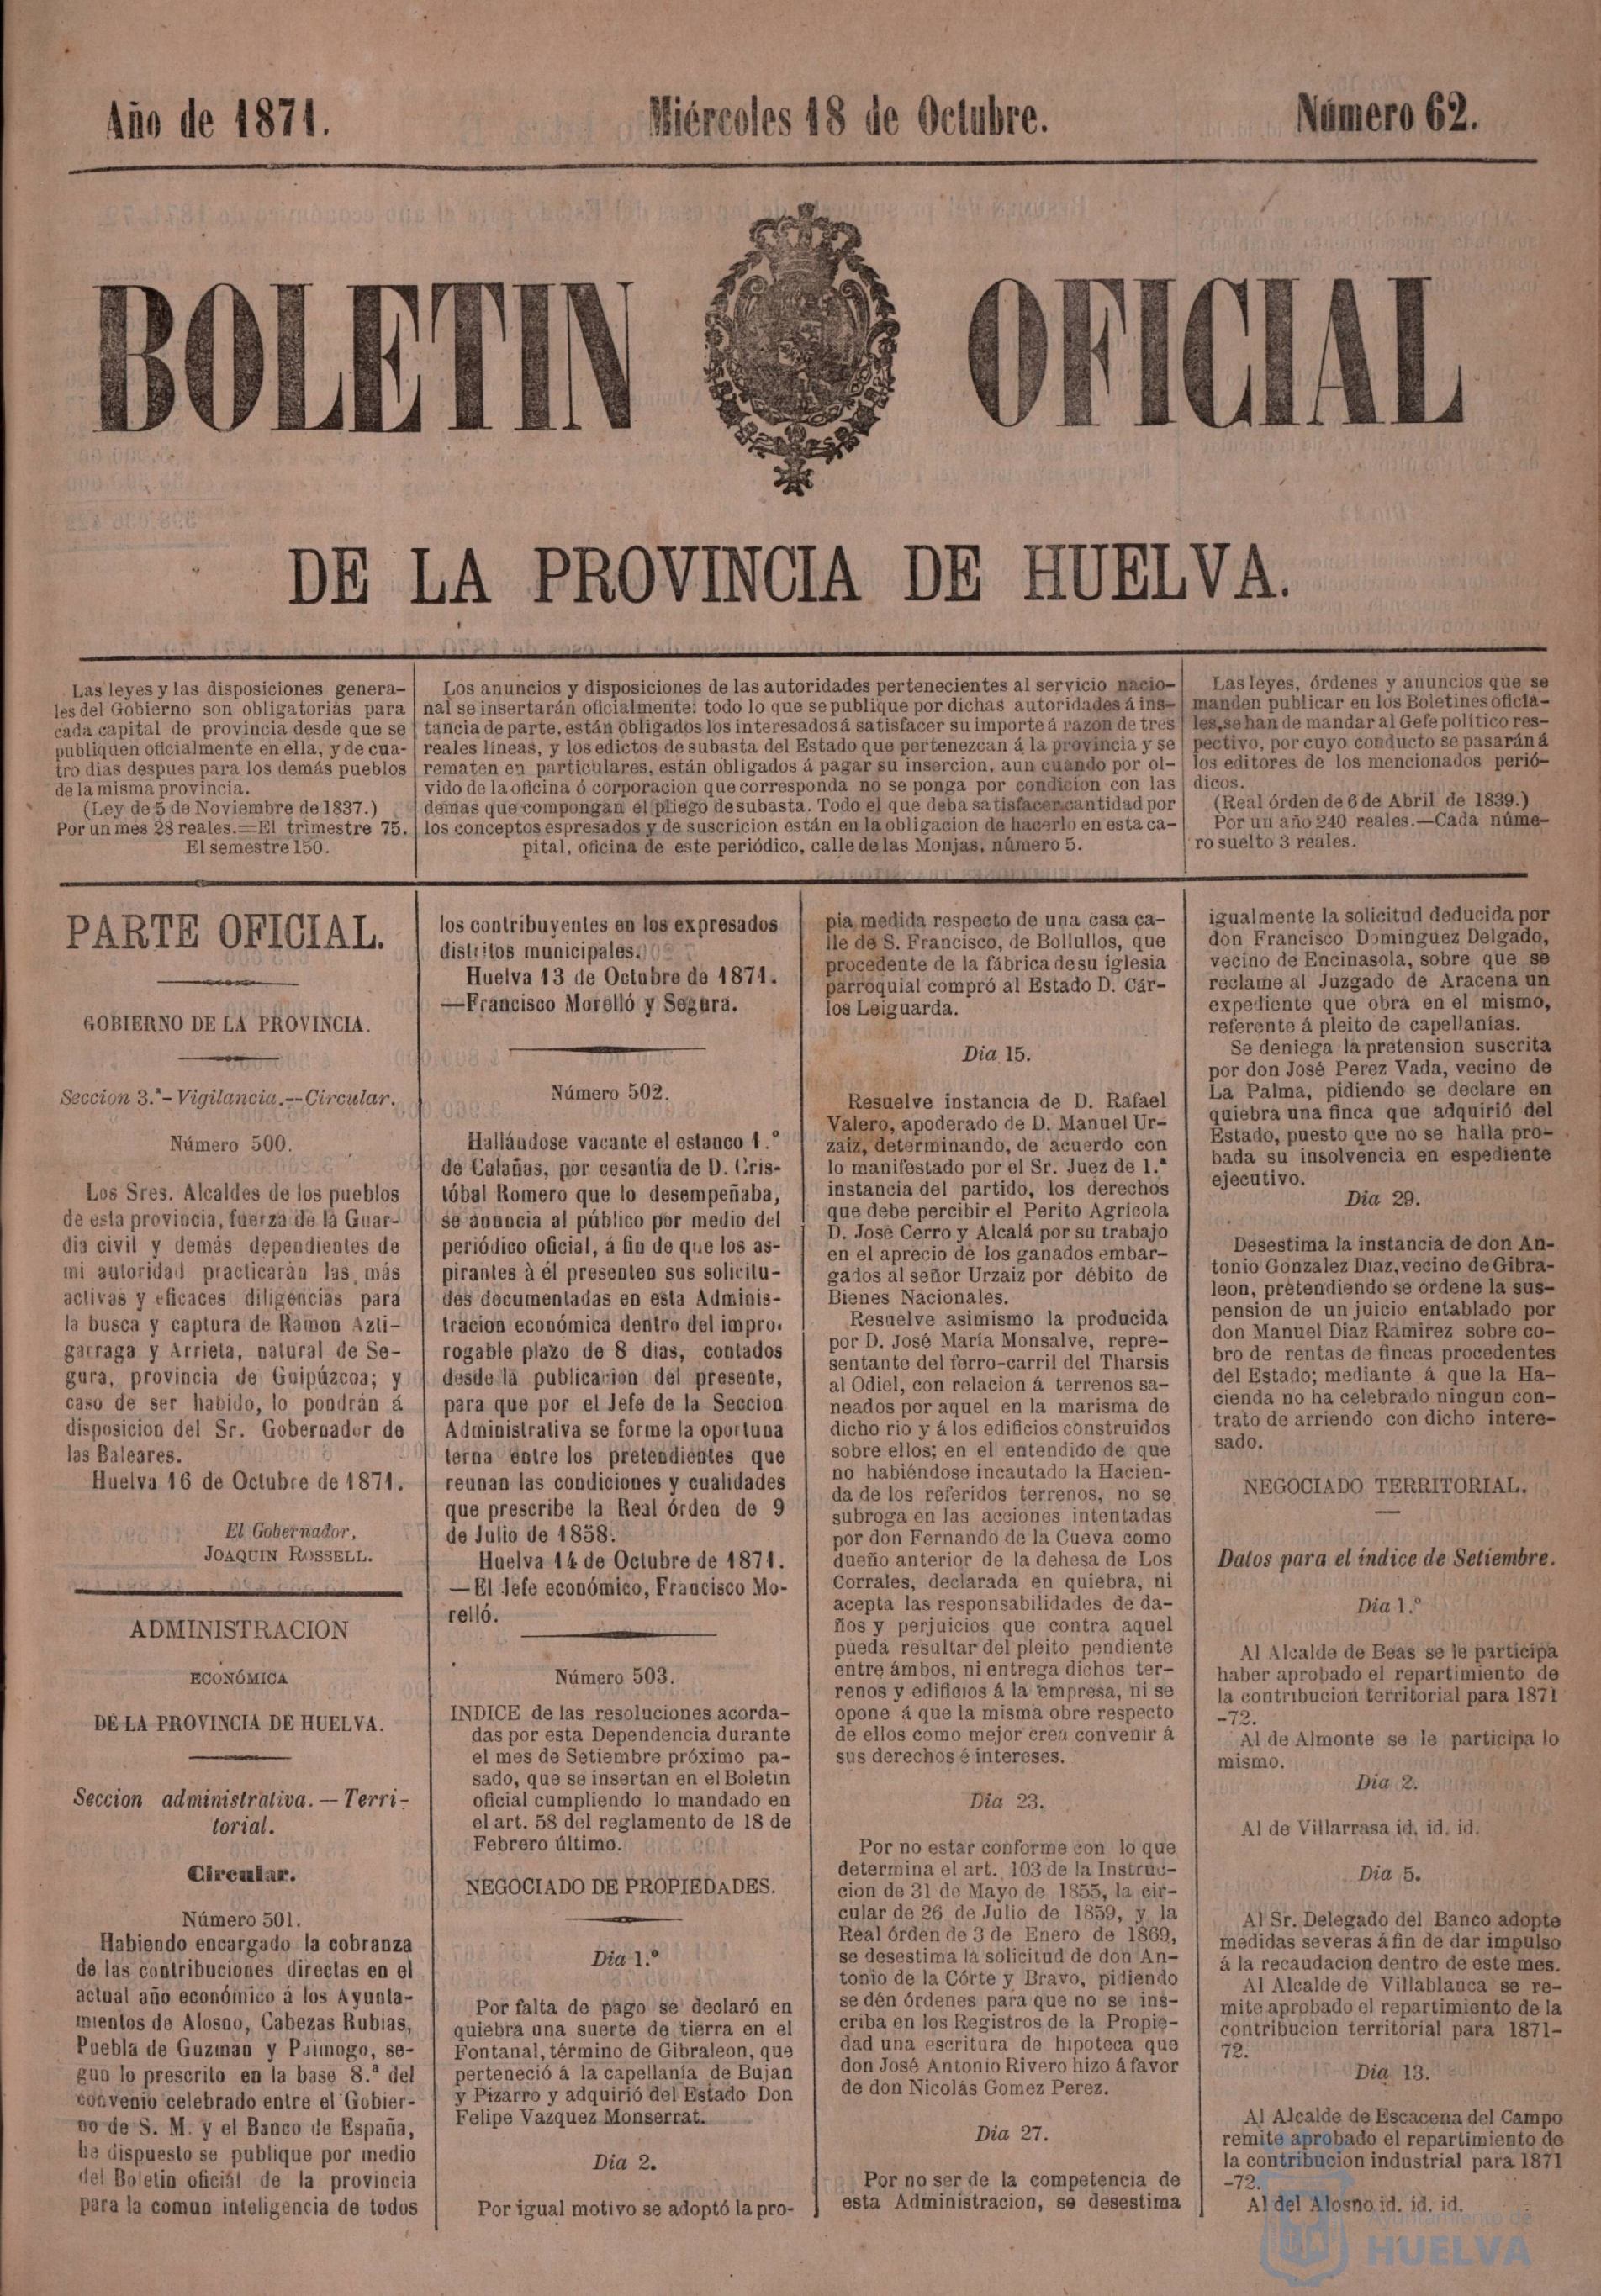 Año de 1871.
Miércoles 18 de Octubre.
Número 62.
BOLETIN OFICIAL
DE LA PROVINCIA DE HUELVA.
Las leyes y las disposiciones genera-
les del Gobierno son obligatorias para
cada capital de provincia desde que se
publiquen oficialmente en ella, y de cua-
tro dias despues para los demás pueblos
de la misma provincia.
(Ley de 5 de Noviembre de 1837.)
Por un mes 28 reales.=El trimestre 75.
El semestre 150.
Los anuncios y disposiciones de las autoridades pertenecientes al servicio nacio-
nal se insertarán oficialmente: todo lo que se publique por dichas autoridades á ins-
tancia de parte, están obligados los interesados á satisfacer su importe á razon de tres
reales líneas, y los edictos de subasta del Estado que pertenezcan á la provincia y se
rematen en particulares, están obligados á pagar su insercion, aun cuando por ol-
vido de la oficina ó corporacion que corresponda no se ponga por condicion con las
demas que compongan el pliego de subasta. Todo el que deba satisfacer cantidad por
los conceptos espresados y de suscricion están en la obligacion de hacerlo en esta ca-
pital, oficina de este periódico, calle de las Monjas, número 5.
Las leyes, órdenes y anuncios que se
manden publicar en los Boletines oficia-
les, se han de mandar al Gefe político res-
pectivo, por cuyo conducto se pasarán á
los editores de los mencionados perió-
dicos.
(Real órden de 6 de Abril de 1839.)
Por un año 240 reales.—Cada núme-
ro suelto 3 reales.
PARTE OFICIAL.
GOBIERNO DE LA PROVINCIA.
Seccion 3.ª- Vigilancia.--Circular.
Número 500.
Los Sres. Alcaldes de los pueblos
de esta provincia, fuerza de la Guar-
dia civil y demás dependientes de
mi autoridad practicarán las más
activas y eficaces diligencias para
la busca y captura de Ramon Azti-
garraga y Arrieta, natural de Se-
gura, provincia de Guipúzcoa; y
caso de ser habido, lo pondrán á
disposicion del Sr. Gobernador de
las Baleares.
Huelva 16 de Octubre de 1871.
El Gobernador,
JOAQUIN ROSSELL.
ADMINISTRACION
ECONÓMICA
DE LA PROVINCIA DE HUELVA.
Seccion administrativa.—Terri-
torial.
Circular.
Número 501.
Habiendo encargado la cobranza
de las contribuciones directas en el
actual año económico á los Ayunta-
mientos de Alosno, Cabezas Rubias,
Puebla de Guzman y Paimogo, se-
gun lo prescrito en la base 8.ª del
convenio celebrado entre el Gobier-
no de S. M. y el Banco de España,
he dispuesto se publique por medio
del Boletin oficial de la provincia
para la comun inteligencia de todos
los contribuyentes en los expresados
distritos municipales.
Huelva 13 de Octubre de 1871.
—Francisco Morelló y Segura.
Número 502.
Hallándose vacante el estanco 1.º
de Calañas, por cesantía de D. Cris-
tóbal Romero que lo desempeñaba,
se anuncia al público por medio del
periódico oficial, á fin de que los as-
pirantes à él presenten sus solicitu-
des documentadas en esta Adminis-
tracion económica dentro del impro-
rogable plazo de 8 dias, contados
desde la publicacion del presente,
para que por el Jefe de la Seccion
Administrativa se forme la oportuna
terna entre los pretendientes que
reunan las condiciones y cualidades
que prescribe la Real órden de 9
de Julio de 1858.
Huelva 14 de Octubre de 1871.
—El Jefe económico, Francisco Mo-
relló.
Número 503.
INDICE de las resoluciones acorda-
das por esta Dependencia durante
el mes de Setiembre próximo pa-
sado, que se insertan en el Boletin
oficial cumpliendo lo mandado en
el art. 58 del reglamento de 18 de
Febrero último.
NEGOCIADO DE PROPIEDADES.
Dia 1.º
Por falta de pago se declaró en
quiebra una suerte de tierra en el
Fontanal, término de Gibraleon, que
perteneció á la capellanía de Bujan
y Pizarro y adquirió del Estado Don
Felipe Vazquez Monserrat.
Dia 2.
Por igual motivo se adoptó la pro-
pia medida respecto de una casa ca-
lle de S. Francisco, de Bollullos, que
procedente de la fábrica de su iglesia
parroquial compró al Estado D. Cár-
los Leiguarda.
Dia 15.
Resuelve instancia de D. Rafael
Valero, apoderado de D. Manuel Ur-
zaiz, determinando, de acuerdo con
lo manifestado por el Sr. Juez de 1.ª
instancia del partido, los derechos
que debe percibir el Perito Agrícola
D. José Cerro y Alcalá por su trabajo
en el aprecio de los ganados embar-
gados al señor Urzaiz por débito de
Bienes Nacionales.
Resuelve asimismo la producida
por D. José María Monsalve, repre-
sentante del ferro-carril del Tharsis
al Odiel, con relacion á terrenos sa-
neados por aquel en la marisma de
dicho rio y á los edificios construidos
sobre ellos; en el entendido de que
no habiéndose incautado la Hacien-
da de los referidos terrenos, no se
subroga en las acciones intentadas
por don Fernando de la Cueva como
dueño anterior de la dehesa de Los
Corrales, declarada en quiebra, ni
acepta las responsabilidades de da-
ños y perjuicios que contra aquel
pueda resultar del pleito pendiente
entre ámbos, ni entrega dichos ter-
renos y edificios á la empresa, ni se
opone á que la misma obre respecto
de ellos como mejor crea convenir à
sus derechos é intereses.
Dia 23.
Por no estar conforme con lo que
determina el art. 103 de la Instruc-
cion de 31 de Mayo de 1855, la cir-
cular de 26 de Julio de 1859, y la
Real órden de 3 de Enero de 1869,
se desestima la solicitud de don An-
tonio de la Córte y Bravo, pidiendo
se dén órdenes para que no se ins-
criba en los Registros de la Propie-
dad una escritura de hipoteca que
don José Antonio Rivero hizo á favor
de don Nicolás Gomez Perez.
Dia 27.
Por no ser de la competencia de
esta Administracion, se desestima
igualmente la solicitud deducida por
don Francisco Dominguez Delgado,
vecino de Encinasola, sobre que se
reclame al Juzgado de Aracena un
expediente que obra en el mismo,
referente á pleito de capellanías.
Se deniega la pretension suscrita
por don José Perez Vada, vecino de
La Palma, pidiendo se declare en
quiebra una finca que adquirió del
Estado, puesto que no se halla pro-
bada su insolvencia en espediente
ejecutivo.
Dia 29.
Desestima la instancia de don An-
tonio Gonzalez Diaz, vecino de Gibra-
leon, pretendiendo se ordene la sus-
pension de un juicio entablado por
don Manuel Diaz Ramirez sobre co-
bro de rentas de fincas procedentes
del Estado; mediante á que la Ha-
cienda no ha celebrado ningun con-
trato de arriendo con dicho intere-
sado.
NEGOCIADO TERRITORIAL.
Datos para el índice de Setiembre.
Dia 1.º
Al Alcalde de Beas se le participa
haber aprobado el repartimiento de
la contribucion territorial para 1871
-72.
Al de Almonte se le participa lo
mismo.
Dia 2.
Al de Villarrasa id. id. id.
Dia 5.
Al Sr. Delegado del Banco adopte
medidas severas á fin de dar impulso
á la recaudacion dentro de este mes.
Al Alcalde de Villablanca se re-
mite aprobado el repartimiento de la
contribucion territorial para 1871-
72.
Dia 13.
Al Alcalde de Escacena del Campo
remite aprobado el repartimiento de
la contribucion industrial para 1871
-72.
Al del Alosno id. id. id.
Ayuntamiento de
HUELVA